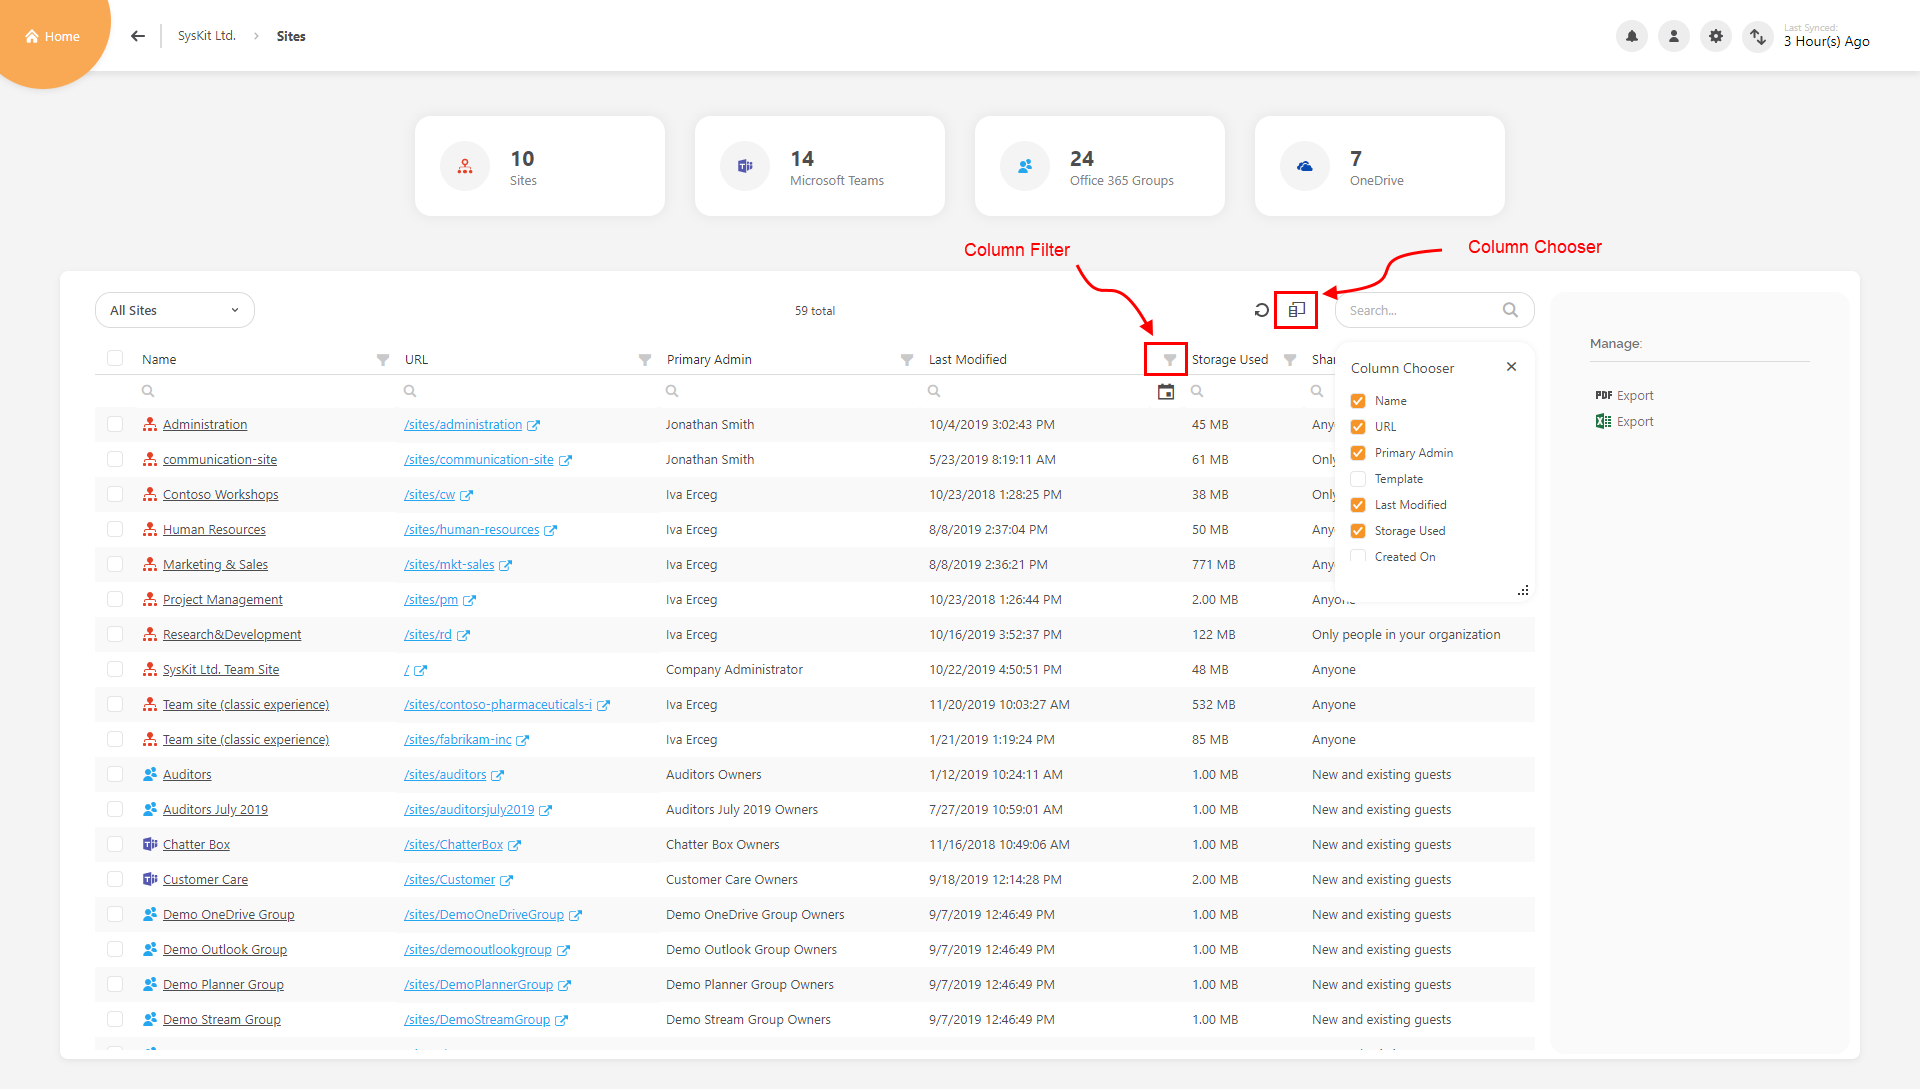 Home
SysKit Ltd. > Sites
Last Synced:
3 Hour(s) Ago
10
Sites
14
Microsoft Teams
24
Office 365 Groups
7
OneDrive
Column Filter
Column Chooser
All Sites
59 total
Search...
Name URL Primary Admin Last Modified Storage Used Shar
Administration /sites/administration Jonathan Smith 10/4/2019 3:02:43 PM 45 MB Any
communication-site /sites/communication-site Jonathan Smith 5/23/2019 8:19:11 AM 61 MB Only
Contoso Workshops /sites/cw Iva Erceg 10/23/2018 1:28:25 PM 38 MB Only
Human Resources /sites/human-resources Iva Erceg 8/8/2019 2:37:04 PM 50 MB Any
Marketing & Sales /sites/mkt-sales Iva Erceg 8/8/2019 2:36:21 PM 771 MB Any
Project Management /sites/pm Iva Erceg 10/23/2018 1:26:44 PM 2.00 MB Anyone
Research&Development /sites/rd Iva Erceg 10/16/2019 3:52:37 PM 122 MB Only people in your organization
SysKit Ltd. Team Site / Company Administrator 10/22/2019 4:50:51 PM 48 MB Anyone
Team site (classic experience) /sites/contoso-pharmaceuticals-i Iva Erceg 11/20/2019 10:03:27 AM 532 MB Anyone
Team site (classic experience) /sites/fabrikam-inc Iva Erceg 1/21/2019 1:19:24 PM 85 MB Anyone
Auditors /sites/auditors Auditors Owners 1/12/2019 10:24:11 AM 1.00 MB New and existing guests
Auditors July 2019 /sites/auditorsjuly2019 Auditors July 2019 Owners 7/27/2019 10:59:01 AM 1.00 MB New and existing guests
Chatter Box /sites/ChatterBox Chatter Box Owners 11/16/2018 10:49:06 AM 1.00 MB New and existing guests
Customer Care /sites/Customer Customer Care Owners 9/18/2019 12:14:28 PM 2.00 MB New and existing guests
Demo OneDrive Group /sites/DemoOneDriveGroup Demo OneDrive Group Owners 9/7/2019 12:46:49 PM 1.00 MB New and existing guests
Demo Outlook Group /sites/demooutlookgroup Demo Outlook Group Owners 9/7/2019 12:46:49 PM 1.00 MB New and existing guests
Demo Planner Group /sites/DemoPlannerGroup Demo Planner Group Owners 9/7/2019 12:46:49 PM 1.00 MB New and existing guests
Demo Stream Group /sites/DemoStreamGroup Demo Stream Group Owners 9/7/2019 12:46:49 PM 1.00 MB New and existing guests
Column Chooser
Name
URL
Primary Admin
Template
Last Modified
Storage Used
Created On
Manage:
PDF Export
Export